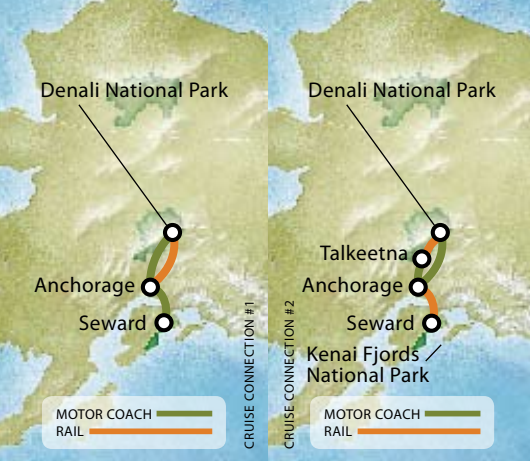 Denali National Park
Anchorage
Seward
MOTOR COACH
RAIL
CRUISE CONNECTION #1
Denali National Park
Talkeetna
Anchorage
Seward
Kenai Fjords
National Park
MOTOR COACH
RAIL
CRUISE CONNECTION #2